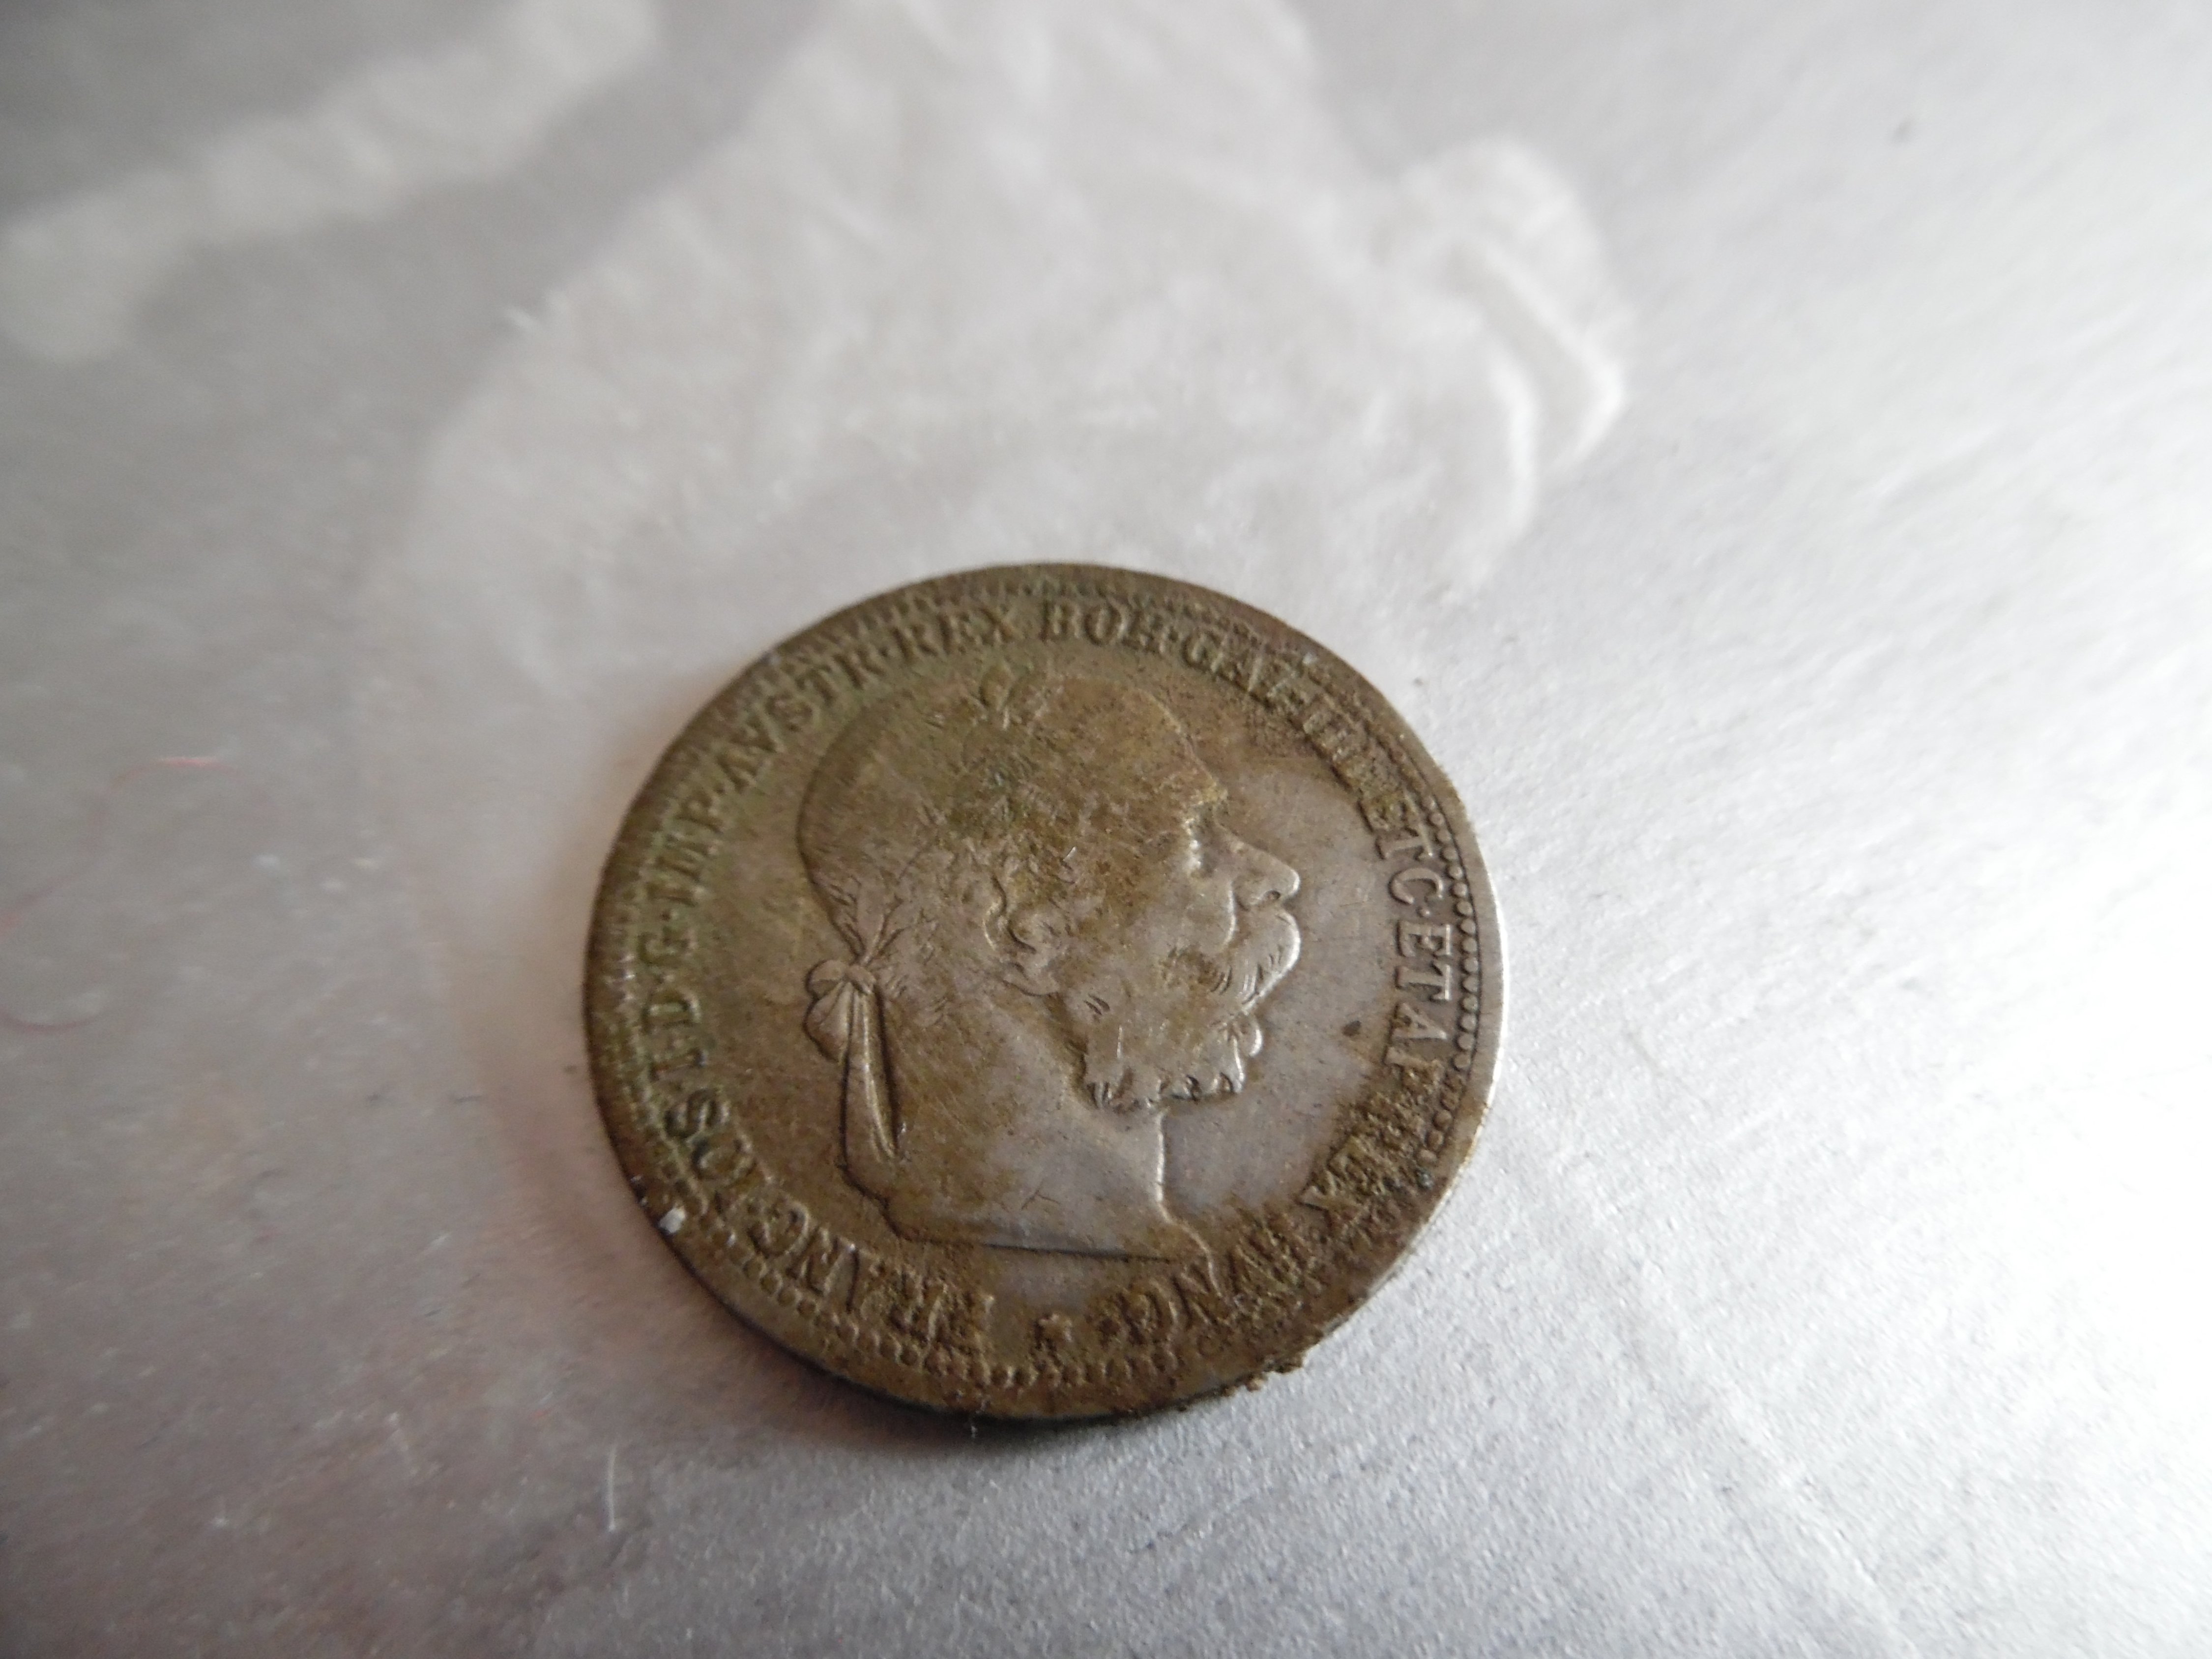 FRANC·IOS·I·D·G·IMP·AVSTR·REX BOH·GAL·ILL·ETC·ET AP·REX HVNG·